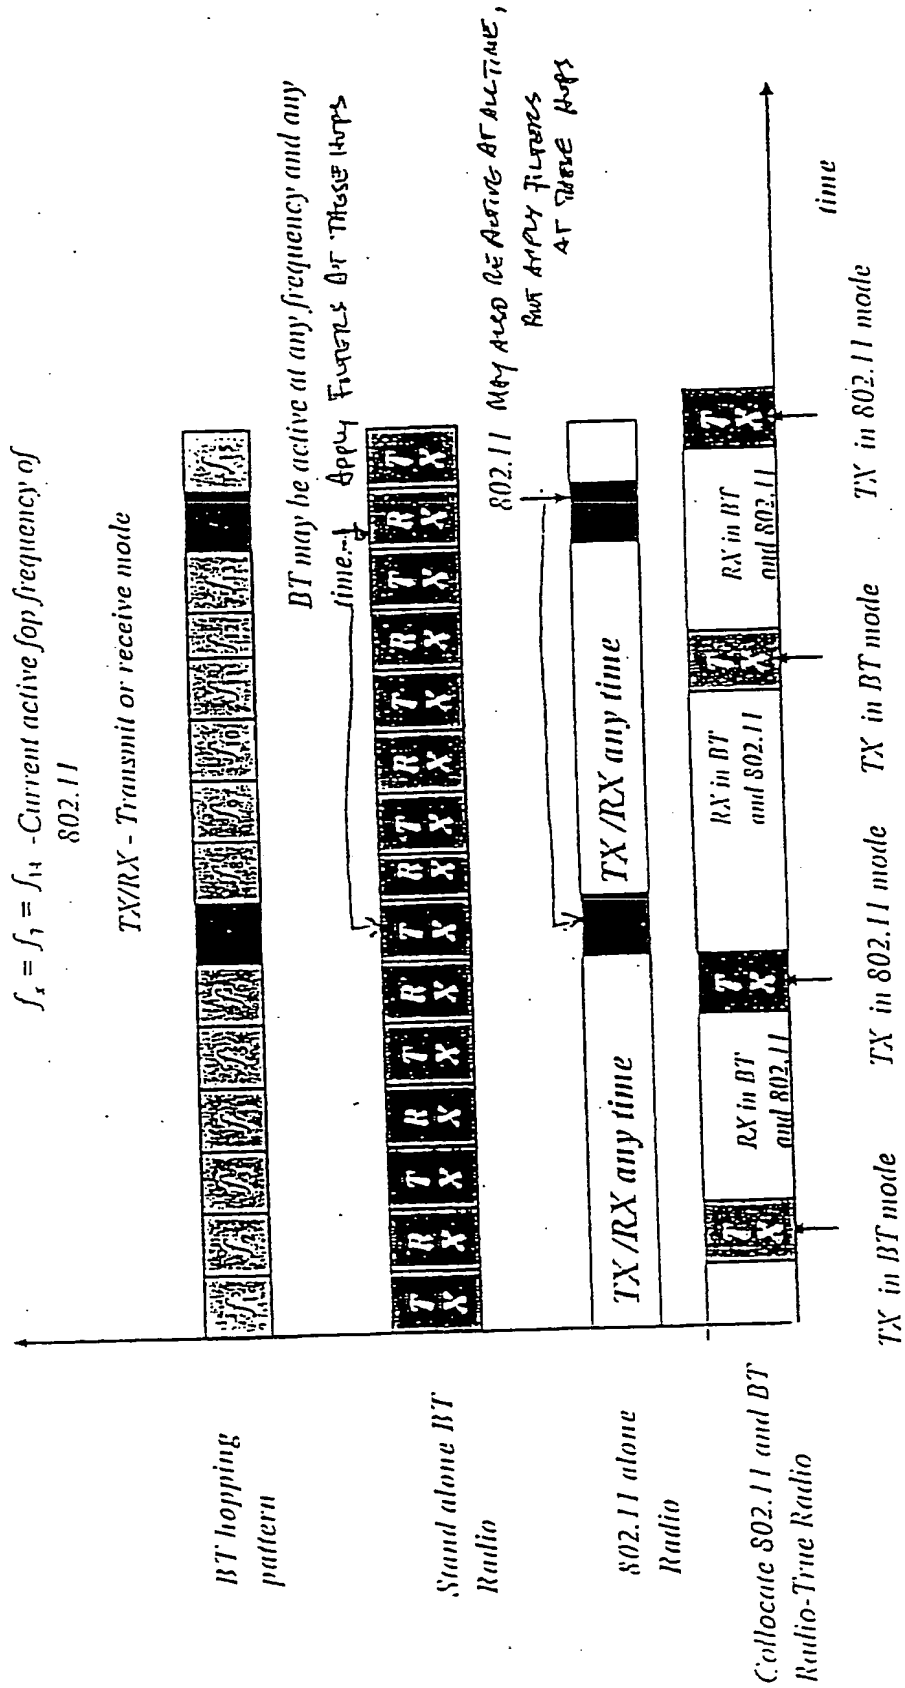 f_x = f_7 = f_14 -Current active fop frequency of
802.11
TX/RX - Transmit or receive mode
BT hopping
pattern
BT may be active at any frequency and any
time... Apply FILTERS AT THOSE HOPS
Stand alone BT
Radio
T X
R X
T X
R X
T X
R X
T X
R X
T X
R X
T X
R X
T X
R X
T X
802.11 MAY ALSO BE ACTIVE AT ALL TIME,
BUT APPLY FILTERS
AT THESE HOPS
802.11 alone
Radio
TX/RX any time
TX/RX any time
Collocate 802.11 and BT
Radio-True Radio
T X
RX in BT
and 802.11
T X
RX in BT
and 802.11
T X
RX in BT
and 802.11
T X
time
TX in BT mode
TX in 802.11 mode
TX in BT mode
TX in 802.11 mode